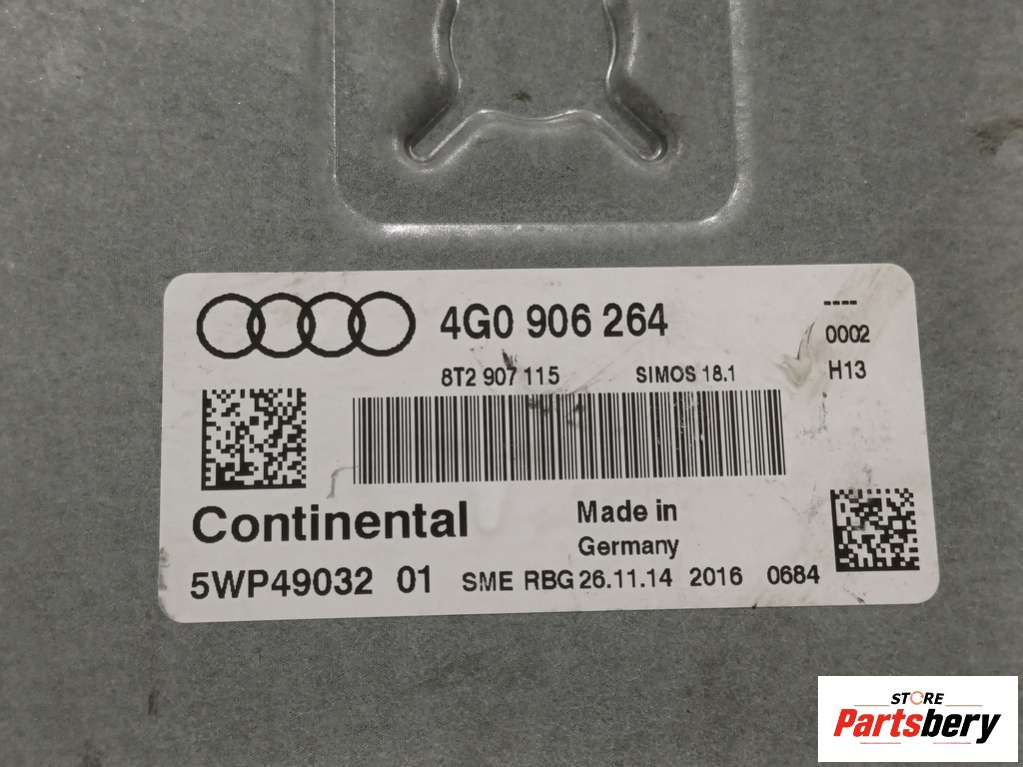 4G0 906 264
----
0002
8T2 907 115 SIMOS 18.1
H13
Continental
Made in
Germany
5WP49032 01 SME RBG 26.11.14 2016 0684
STORE
Partsbery